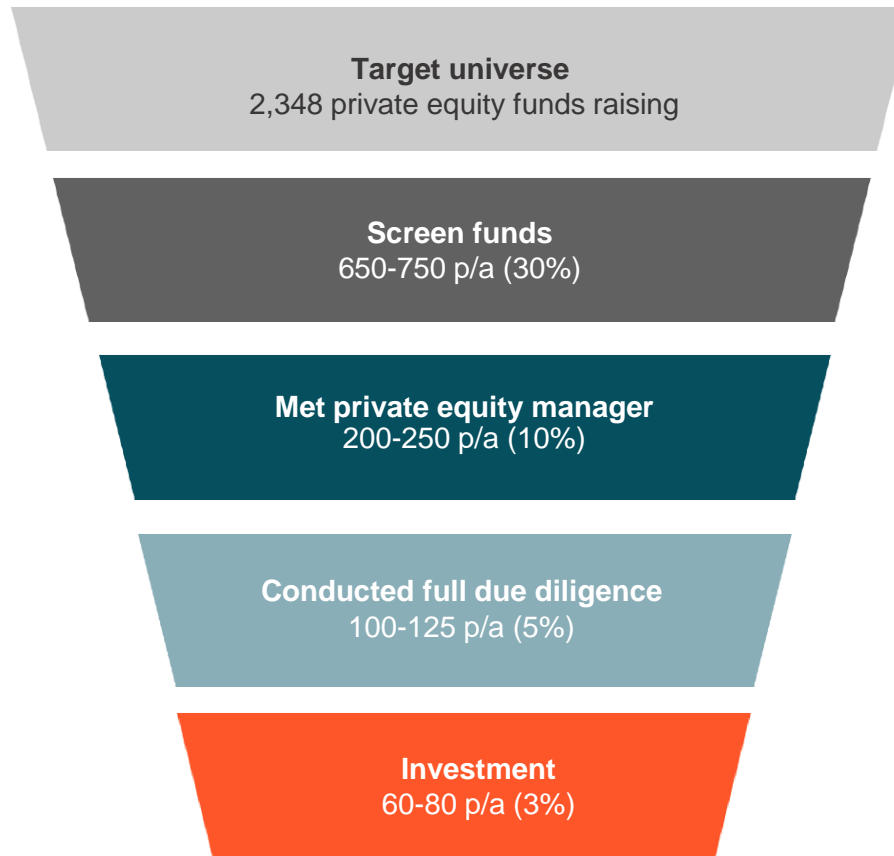 Target universe
2,348 private equity funds raising
Screen funds
650-750 p/a (30%)
Met private equity manager
200-250 p/a (10%)
Conducted full due diligence
100-125 p/a (5%)
Investment
60-80 p/a (3%)